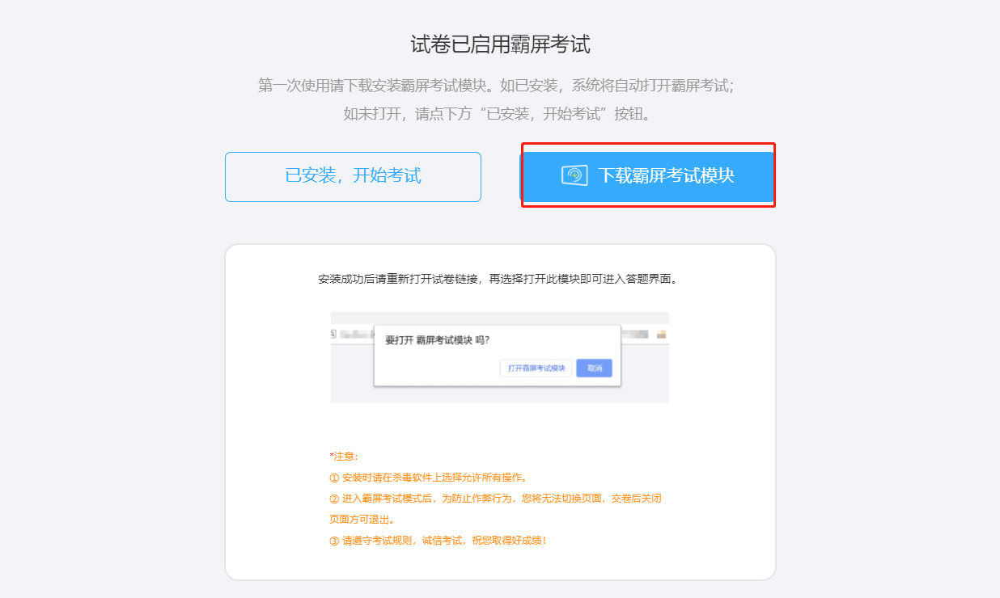 试卷已启用霸屏考试
第一次使用请下载安装霸屏考试模块。如已安装，系统将自动打开霸屏考试；
如未打开，请点下方“已安装，开始考试”按钮。
已安装，开始考试
下载霸屏考试模块
安装成功后请重新打开试卷链接，再选择打开此模块即可进入答题界面。
要打开 霸屏考试模块 吗？
打开霸屏考试模块
取消
*注意：
① 安装时请在杀毒软件上选择允许所有操作。
② 进入霸屏考试模式后，为防止作弊行为，您将无法切换页面，交卷后关闭
页面方可退出。
③ 请遵守考试规则，诚信考试，祝您取得好成绩！